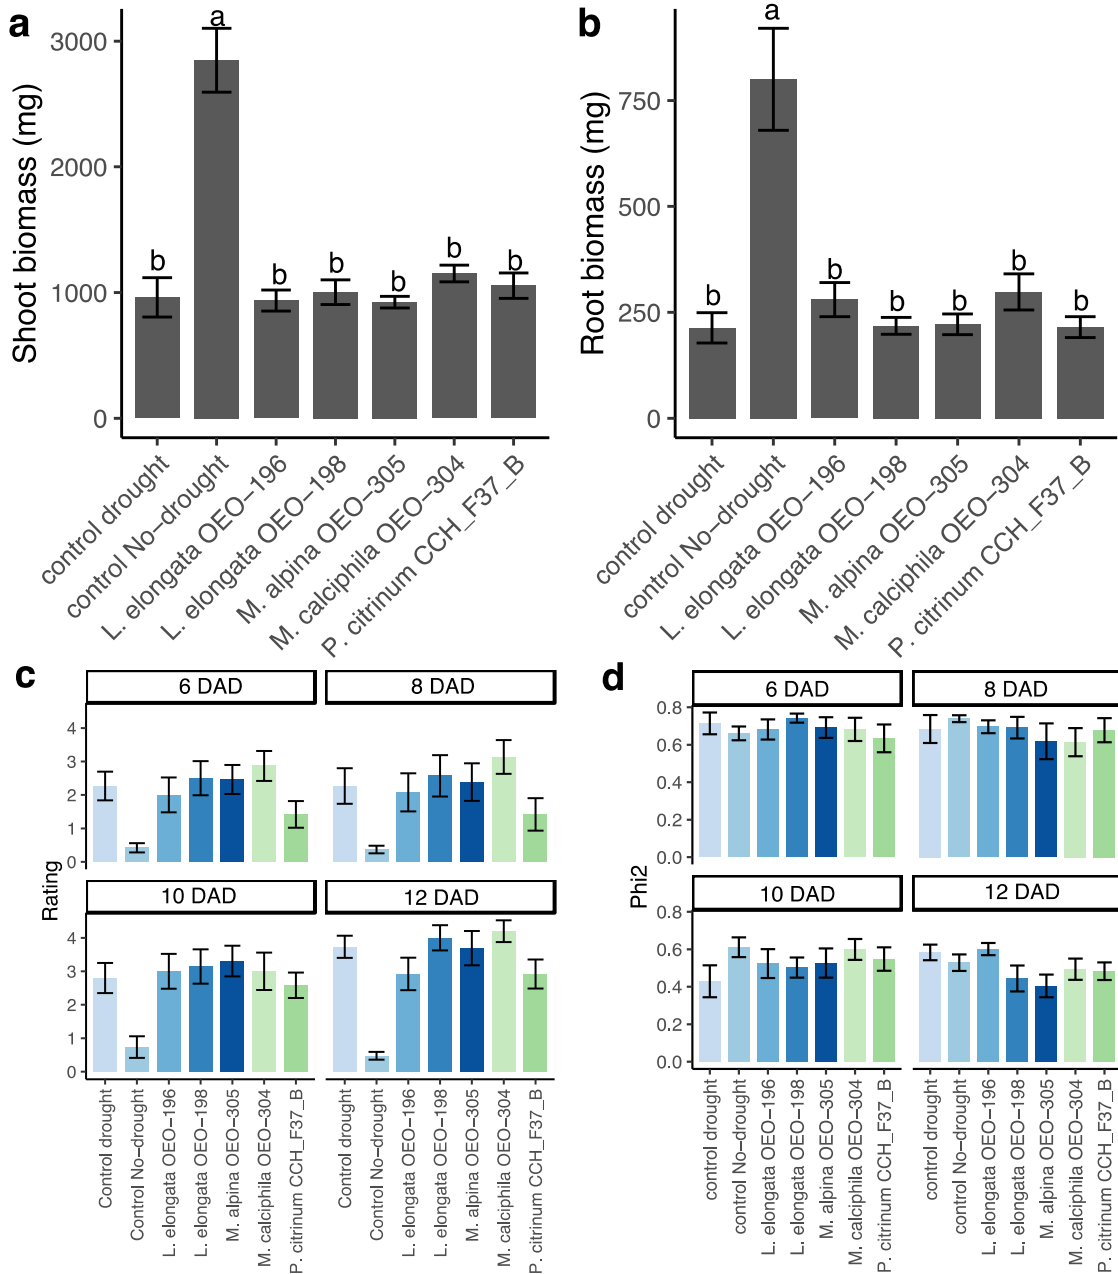 a
Shoot biomass (mg)
3000
2000
1000
0
b
a
b
b
b
b
b
control drought
control No−drought
L. elongata OEO−196
L. elongata OEO−198
M. alpina OEO−305
M. calciphila OEO−304
P. citrinum CCH_F37_B
b
Root biomass (mg)
750
500
250
0
b
a
b
b
b
b
b
control drought
control No−drought
L. elongata OEO−196
L. elongata OEO−198
M. alpina OEO−305
M. calciphila OEO−304
P. citrinum CCH_F37_B
c
Rating
6 DAD
8 DAD
4
3
2
1
0
10 DAD
12 DAD
4
3
2
1
0
Control drought
Control No−drought
L. elongata OEO−196
L. elongata OEO−198
M. alpina OEO−305
M. calciphila OEO−304
P. citrinum CCH_F37_B
Control drought
Control No−drought
L. elongata OEO−196
L. elongata OEO−198
M. alpina OEO−305
M. calciphila OEO−304
P. citrinum CCH_F37_B
d
Phi2
6 DAD
8 DAD
0.8
0.6
0.4
0.2
0.0
10 DAD
12 DAD
0.8
0.6
0.4
0.2
0.0
control drought
control No−drought
L. elongata OEO−196
L, elongata OEO−198
M. alpina OEO−305
M. calciphila OEO−304
P. citrinum CCH_F37_B
control drought
control No−drought
L, elongata OEO−196
L, elongata OEO−198
M. alpina OEO−305
M. calciphila OEO−304
P. citrinum CCH_F37_B